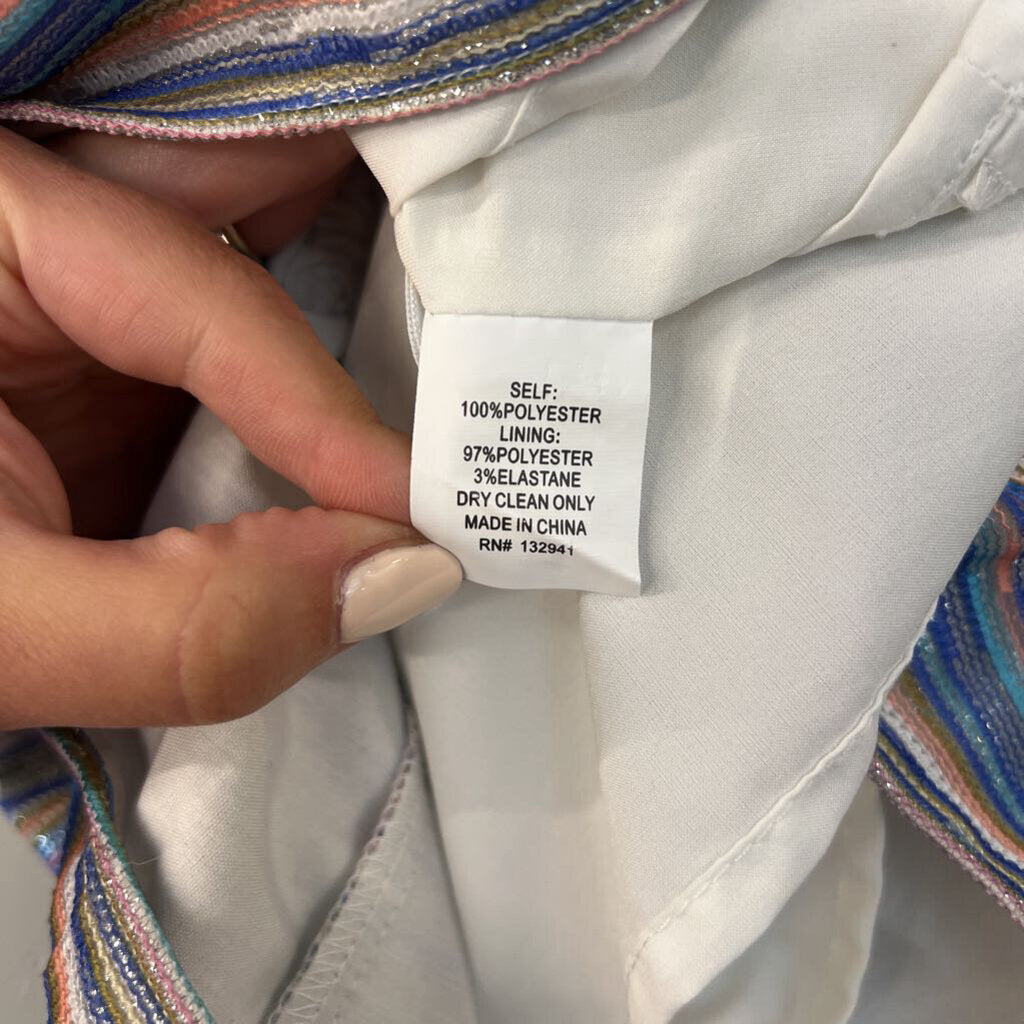 SELF:
100%POLYESTER
LINING:
97%POLYESTER
3%ELASTANE
DRY CLEAN ONLY
MADE IN CHINA
RN# 132941